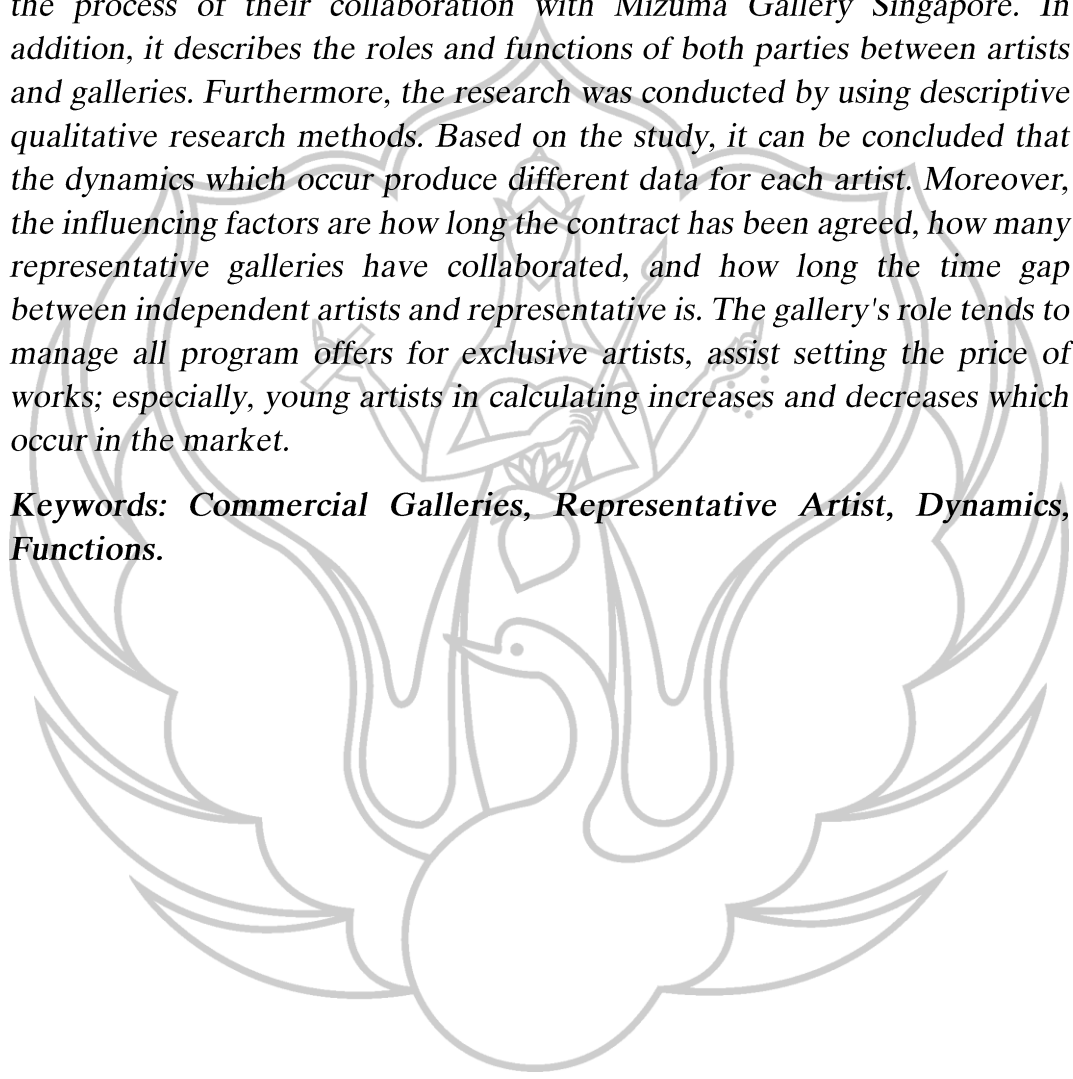 the process of their collaboration with Mizuma Gallery Singapore. In
addition, it describes the roles and functions of both parties between artists
and galleries. Furthermore, the research was conducted by using descriptive
qualitative research methods. Based on the study, it can be concluded that
the dynamics which occur produce different data for each artist. Moreover,
the influencing factors are how long the contract has been agreed, how many
representative galleries have collaborated, and how long the time gap
between independent artists and representative is. The gallery's role tends to
manage all program offers for exclusive artists, assist setting the price of
works; especially, young artists in calculating increases and decreases which
occur in the market.
Keywords: Commercial Galleries, Representative Artist, Dynamics,
Functions.